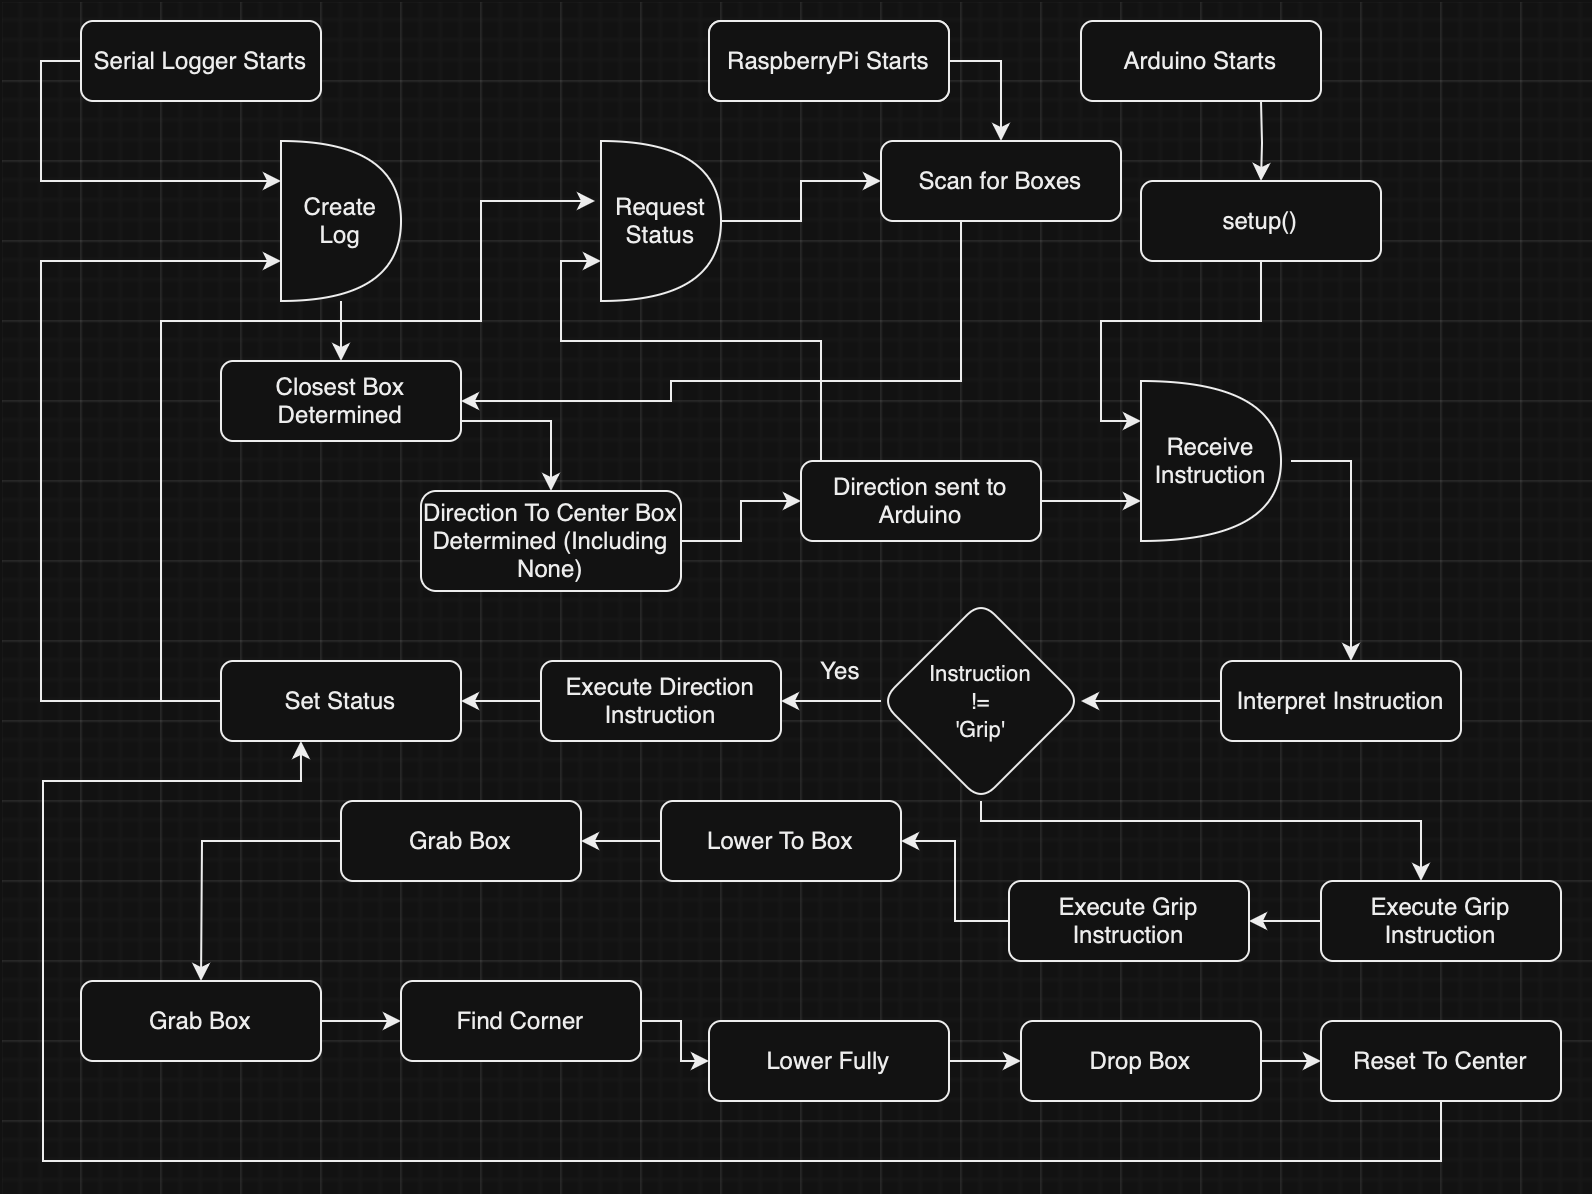 Serial Logger Starts
RaspberryPi Starts
Arduino Starts
Create
Log
Request
Status
Scan for Boxes
setup()
Closest Box
Determined
Receive
Instruction
Direction To Center Box
Determined (Including
None)
Direction sent to
Arduino
Set Status
Execute Direction
Instruction
Yes
Instruction
!=
'Grip'
Interpret Instruction
Grab Box
Lower To Box
Execute Grip
Instruction
Execute Grip
Instruction
Grab Box
Find Corner
Lower Fully
Drop Box
Reset To Center